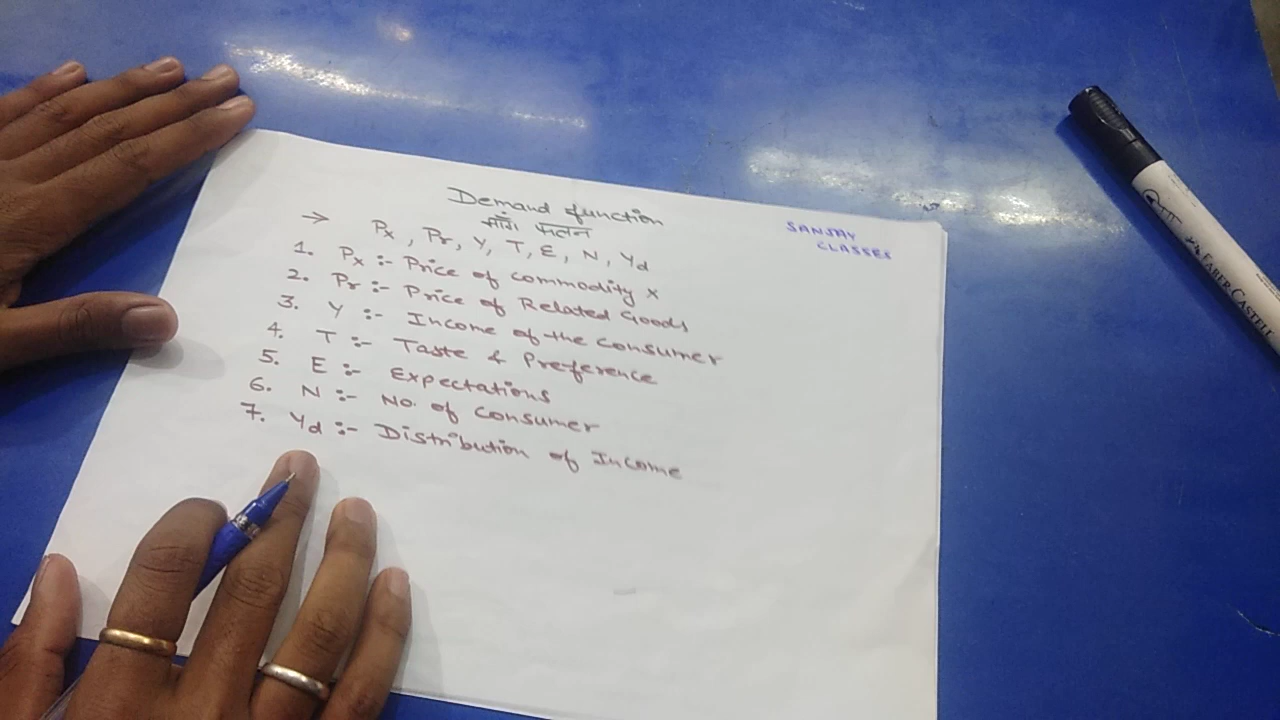 Demand function
माँग फलन
SANJAY
CLASSES
→ Px, Pr, Y, T, E, N, Yd
1. Px :- Price of commodity x
2. Pr :- Price of Related Goods
3. Y :- Income of the consumer
4. T :- Taste & Preference
5. E :- Expectations
6. N :- No. of Consumer
7. Yd :- Distribution of Income
FABER CASTELL